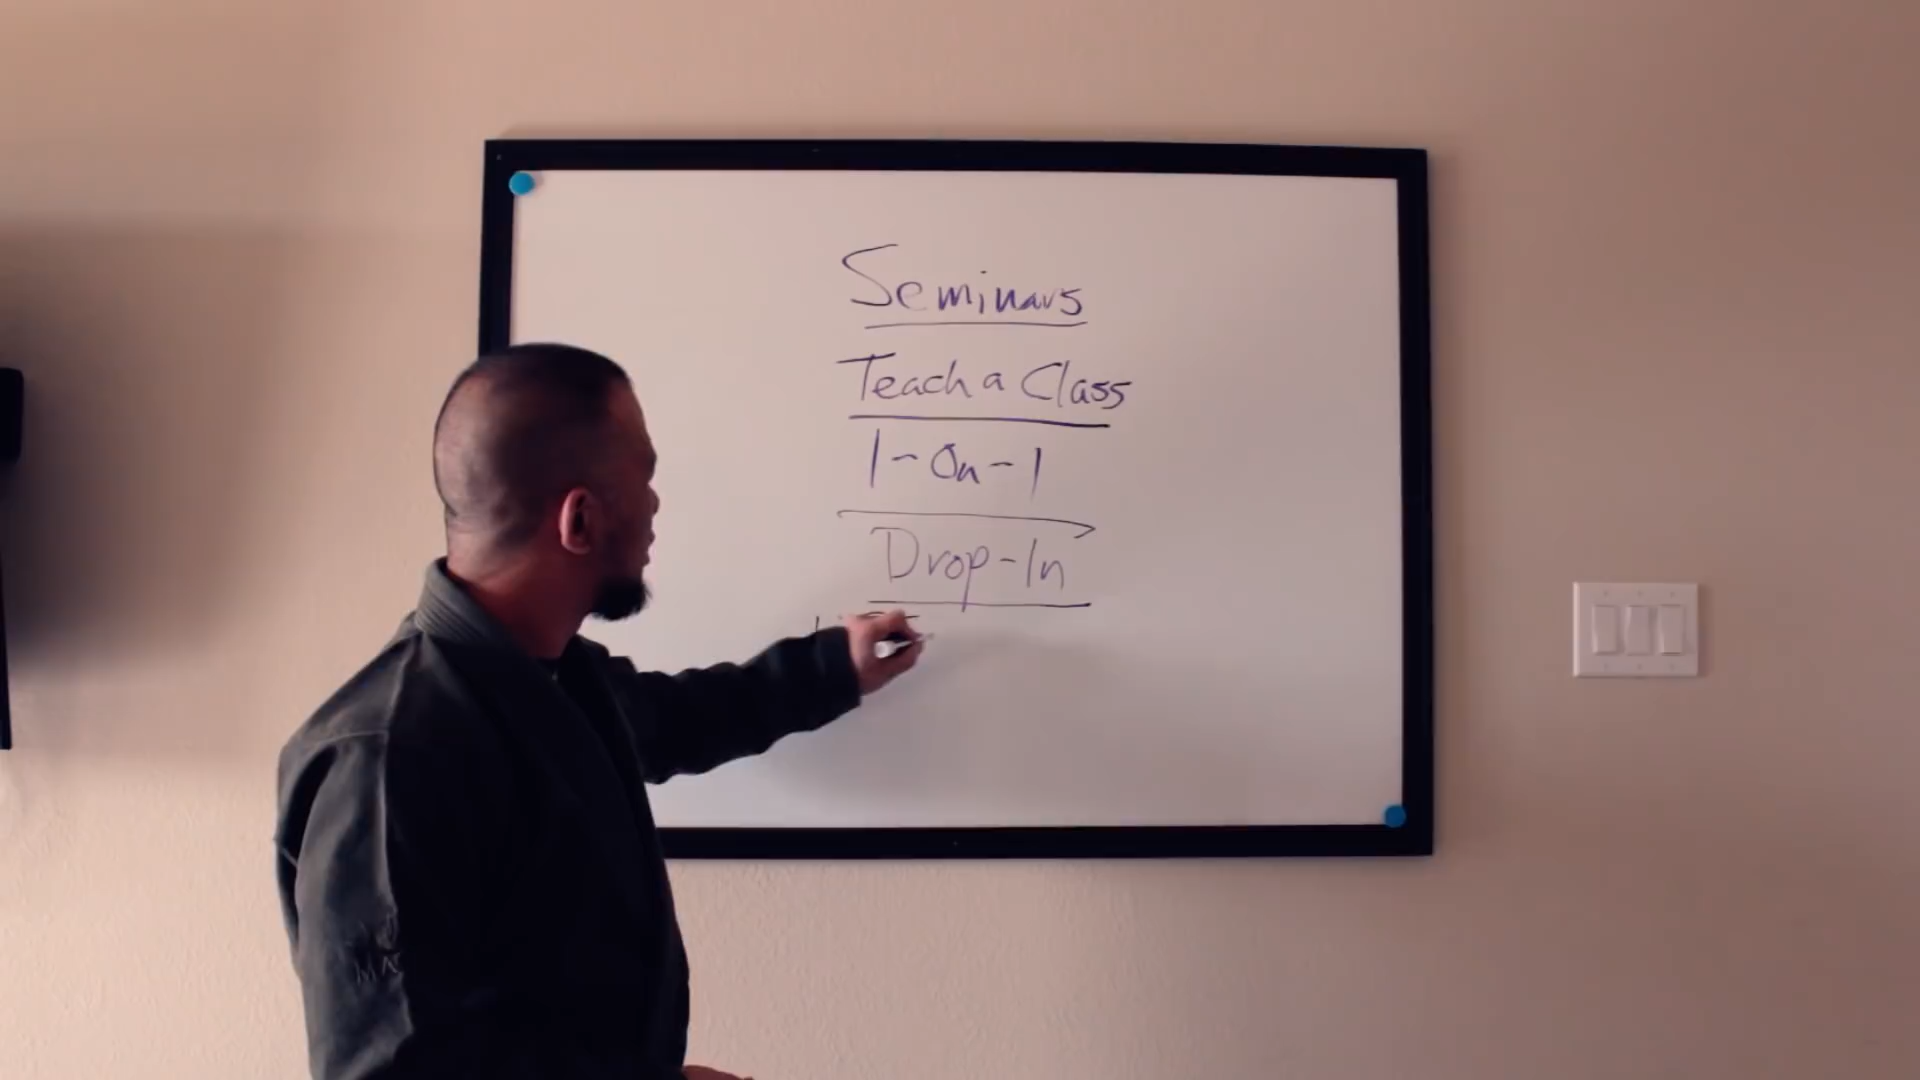 Seminars
Teach a Class
1-On-1
Drop-In